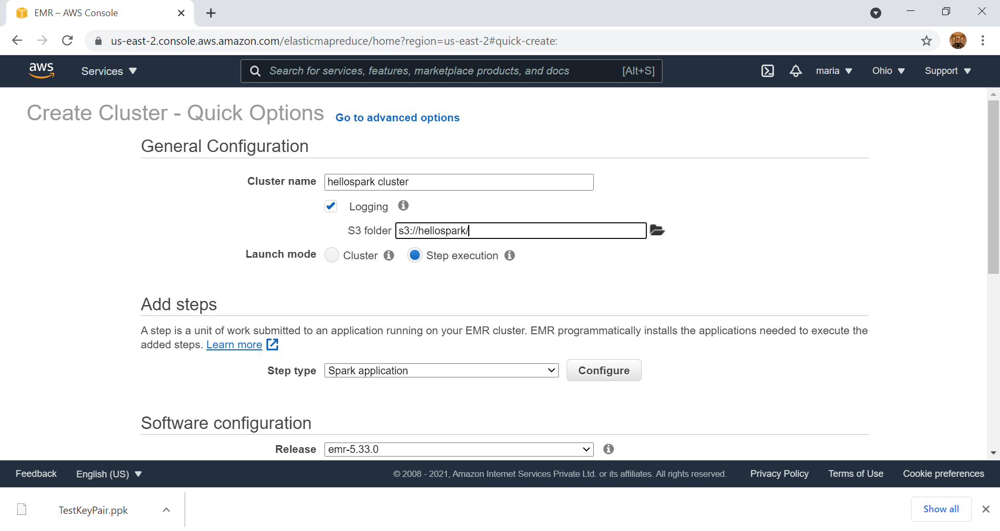 EMR – AWS Console
us-east-2.console.aws.amazon.com/elasticmapreduce/home?region=us-east-2#quick-create:
aws Services Search for services, features, marketplace products, and docs [Alt+S] maria Ohio Support
Create Cluster - Quick Options Go to advanced options
General Configuration
Cluster name hellospark cluster
Logging
S3 folder s3://hellospark/
Launch mode Cluster Step execution
Add steps
A step is a unit of work submitted to an application running on your EMR cluster. EMR programmatically installs the applications needed to execute the
added steps. Learn more
Step type Spark application Configure
Software configuration
Release emr-5.33.0
Feedback English (US) © 2008 - 2021, Amazon Internet Services Private Ltd. or its affiliates. All rights reserved. Privacy Policy Terms of Use Cookie preferences
TestKeyPair.ppk Show all